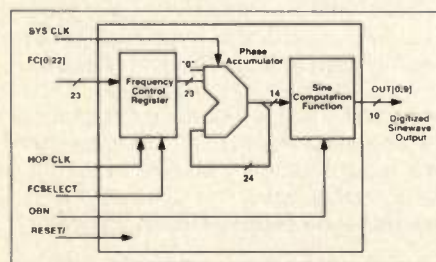 SYS CLK
FC[0:22]
23
"0"
23
Frequency
Control
Register
Phase
Accumulator
14
24
Sine
Computation
Function
OUT[0:9]
10
Digitized
Sinewave
Output
HOP CLK
FCSELECT
OBN
RESET/